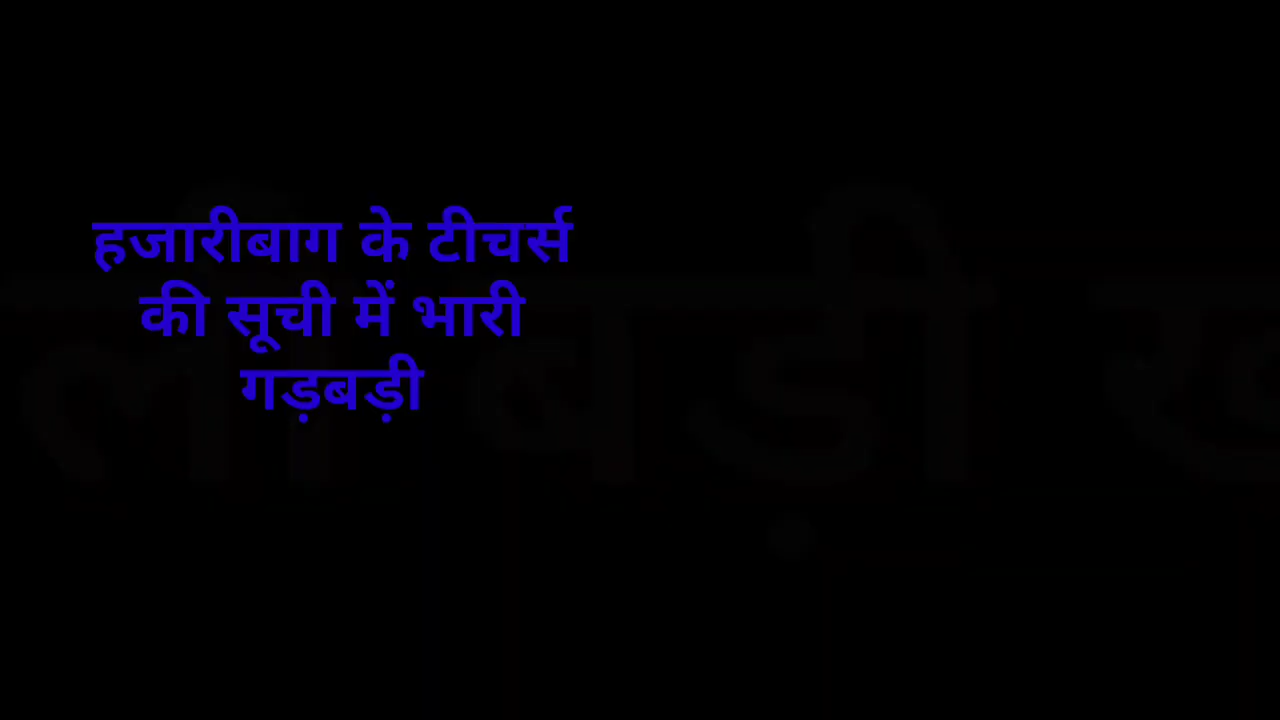 हजारीबाग के टीचर्स
की सूची में भारी
गड़बड़ी